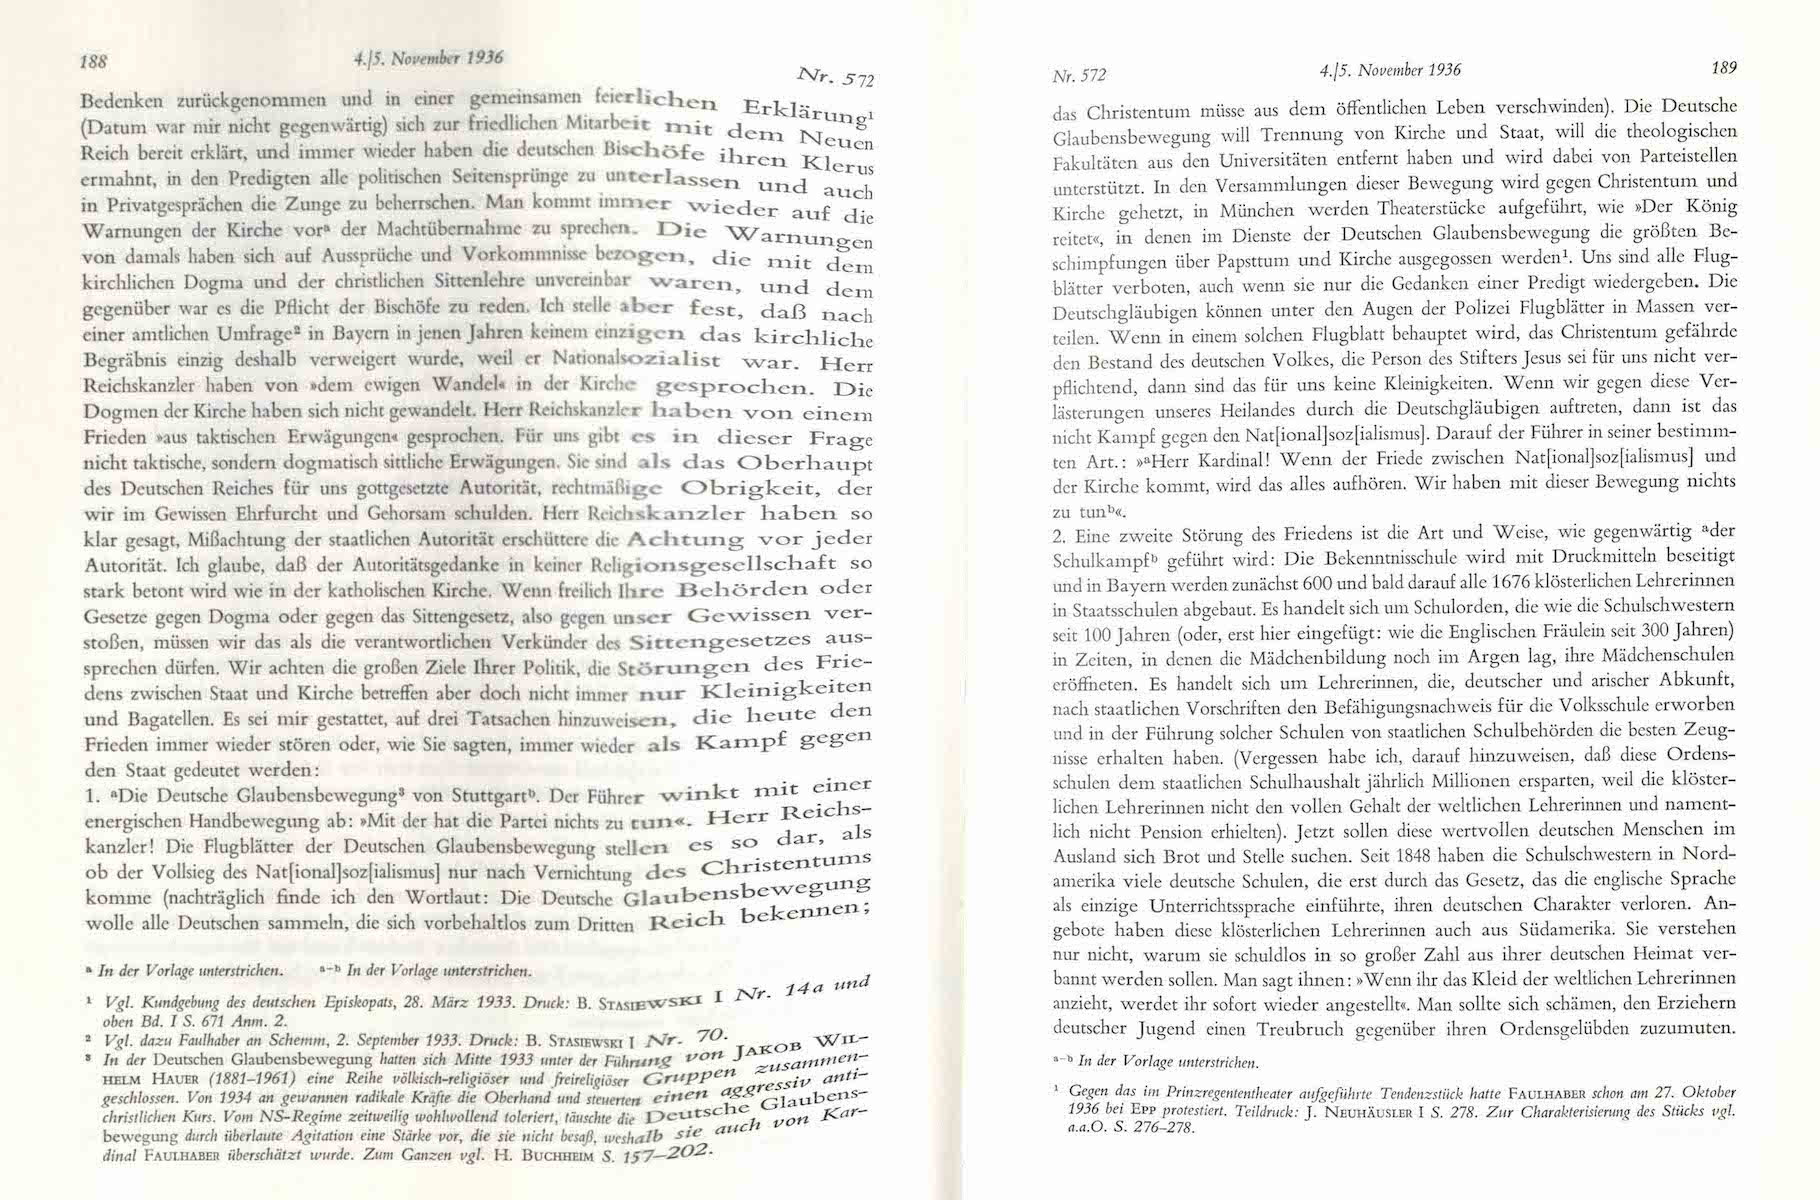 188
4./5. November 1936
Nr. 572
Bedenken zurückgenommen und in einer gemeinsamen feierlichen Erklärung¹
(Datum war mir nicht gegenwärtig) sich zur friedlichen Mitarbeit mit dem Neuen
Reich bereit erklärt, und immer wieder haben die deutschen Bischöfe ihren Klerus
ermahnt, in den Predigten alle politischen Seitensprünge zu unterlassen und auch
in Privatgesprächen die Zunge zu beherrschen. Man kommt immer wieder auf die
Warnungen der Kirche vorᵃ der Machtübernahme zu sprechen. Die Warnungen
von damals haben sich auf Aussprüche und Vorkommnisse bezogen, die mit dem
kirchlichen Dogma und der christlichen Sittenlehre unvereinbar waren, und dem
gegenüber war es die Pflicht der Bischöfe zu reden. Ich stelle aber fest, daß nach
einer amtlichen Umfrage² in Bayern in jenen Jahren keinem einzigen das kirchliche
Begräbnis einzig deshalb verweigert wurde, weil er Nationalsozialist war. Herr
Reichskanzler haben von »dem ewigen Wandel« in der Kirche gesprochen. Die
Dogmen der Kirche haben sich nicht gewandelt. Herr Reichskanzler haben von einem
Frieden »aus taktischen Erwägungen« gesprochen. Für uns gibt es in dieser Frage
nicht taktische, sondern dogmatisch sittliche Erwägungen. Sie sind als das Oberhaupt
des Deutschen Reiches für uns gottgesetzte Autorität, rechtmäßige Obrigkeit, der
wir im Gewissen Ehrfurcht und Gehorsam schulden. Herr Reichskanzler haben so
klar gesagt, Mißachtung der staatlichen Autorität erschüttere die Achtung vor jeder
Autorität. Ich glaube, daß der Autoritätsgedanke in keiner Religionsgesellschaft so
stark betont wird wie in der katholischen Kirche. Wenn freilich Ihre Behörden oder
Gesetze gegen Dogma oder gegen das Sittengesetz, also gegen unser Gewissen ver-
stoßen, müssen wir das als die verantwortlichen Verkünder des Sittengesetzes aus-
sprechen dürfen. Wir achten die großen Ziele Ihrer Politik, die Störungen des Frie-
dens zwischen Staat und Kirche betreffen aber doch nicht immer nur Kleinigkeiten
und Bagatellen. Es sei mir gestattet, auf drei Tatsachen hinzuweisen, die heute den
Frieden immer wieder stören oder, wie Sie sagten, immer wieder als Kampf gegen
den Staat gedeutet werden:
1. ᵃDie Deutsche Glaubensbewegung³ von Stuttgartᵇ. Der Führer winkt mit einer
energischen Handbewegung ab: »Mit der hat die Partei nichts zu tun«. Herr Reichs-
kanzler! Die Flugblätter der Deutschen Glaubensbewegung stellen es so dar, als
ob der Vollsieg des Nat[ional]soz[ialismus] nur nach Vernichtung des Christentums
komme (nachträglich finde ich den Wortlaut: Die Deutsche Glaubensbewegung
wolle alle Deutschen sammeln, die sich vorbehaltlos zum Dritten Reich bekennen;
ᵃ In der Vorlage unterstrichen. ᵃ⁻ᵇ In der Vorlage unterstrichen.
¹ Vgl. Kundgebung des deutschen Episkopats, 28. März 1933. Druck: B. STASIEWSKI I Nr. 14a und
oben Bd. I S. 671 Anm. 2.
² Vgl. dazu Faulhaber an Schemm, 2. September 1933. Druck: B. STASIEWSKI I Nr. 70.
³ In der Deutschen Glaubensbewegung hatten sich Mitte 1933 unter der Führung von JAKOB WIL-
HELM HAUER (1881–1961) eine Reihe völkisch-religiöser und freireligiöser Gruppen zusammen-
geschlossen. Von 1934 an gewannen radikale Kräfte die Oberhand und steuerten einen aggressiv anti-
christlichen Kurs. Vom NS-Regime zeitweilig wohlwollend toleriert, täuschte die Deutsche Glaubens-
bewegung durch überlaute Agitation eine Stärke vor, die sie nicht besaß, weshalb sie auch von Kar-
dinal FAULHABER überschätzt wurde. Zum Ganzen vgl. H. BUCHHEIM S. 157–202.
Nr. 572
4./5. November 1936
189
das Christentum müsse aus dem öffentlichen Leben verschwinden). Die Deutsche
Glaubensbewegung will Trennung von Kirche und Staat, will die theologischen
Fakultäten aus den Universitäten entfernt haben und wird dabei von Parteistellen
unterstützt. In den Versammlungen dieser Bewegung wird gegen Christentum und
Kirche gehetzt, in München werden Theaterstücke aufgeführt, wie »Der König
reitet«, in denen im Dienste der Deutschen Glaubensbewegung die größten Be-
schimpfungen über Papsttum und Kirche ausgegossen werden¹. Uns sind alle Flug-
blätter verboten, auch wenn sie nur die Gedanken einer Predigt wiedergeben. Die
Deutschgläubigen können unter den Augen der Polizei Flugblätter in Massen ver-
teilen. Wenn in einem solchen Flugblatt behauptet wird, das Christentum gefährde
den Bestand des deutschen Volkes, die Person des Stifters Jesus sei für uns nicht ver-
pflichtend, dann sind das für uns keine Kleinigkeiten. Wenn wir gegen diese Ver-
lästerungen unseres Heilandes durch die Deutschgläubigen auftreten, dann ist das
nicht Kampf gegen den Nat[ional]soz[ialismus]. Darauf der Führer in seiner bestimm-
ten Art.: »ᵃHerr Kardinal! Wenn der Friede zwischen Nat[ional]soz[ialismus] und
der Kirche kommt, wird das alles aufhören. Wir haben mit dieser Bewegung nichts
zu tunᵇ«.
2. Eine zweite Störung des Friedens ist die Art und Weise, wie gegenwärtig ᵃder
Schulkampfᵇ geführt wird: Die Bekenntnisschule wird mit Druckmitteln beseitigt
und in Bayern werden zunächst 600 und bald darauf alle 1676 klösterlichen Lehrerinnen
in Staatsschulen abgebaut. Es handelt sich um Schulorden, die wie die Schulschwestern
seit 100 Jahren (oder, erst hier eingefügt: wie die Englischen Fräulein seit 300 Jahren)
in Zeiten, in denen die Mädchenbildung noch im Argen lag, ihre Mädchenschulen
eröffneten. Es handelt sich um Lehrerinnen, die, deutscher und arischer Abkunft,
nach staatlichen Vorschriften den Befähigungsnachweis für die Volksschule erworben
und in der Führung solcher Schulen von staatlichen Schulbehörden die besten Zeug-
nisse erhalten haben. (Vergessen habe ich, darauf hinzuweisen, daß diese Ordens-
schulen dem staatlichen Schulhaushalt jährlich Millionen ersparten, weil die klöster-
lichen Lehrerinnen nicht den vollen Gehalt der weltlichen Lehrerinnen und nament-
lich nicht Pension erhielten). Jetzt sollen diese wertvollen deutschen Menschen im
Ausland sich Brot und Stelle suchen. Seit 1848 haben die Schulschwestern in Nord-
amerika viele deutsche Schulen, die erst durch das Gesetz, das die englische Sprache
als einzige Unterrichtssprache einführte, ihren deutschen Charakter verloren. An-
gebote haben diese klösterlichen Lehrerinnen auch aus Südamerika. Sie verstehen
nur nicht, warum sie schuldlos in so großer Zahl aus ihrer deutschen Heimat ver-
bannt werden sollen. Man sagt ihnen: »Wenn ihr das Kleid der weltlichen Lehrerinnen
anzieht, werdet ihr sofort wieder angestellt«. Man sollte sich schämen, den Erziehern
deutscher Jugend einen Treubruch gegenüber ihren Ordensgelübden zuzumuten.
ᵃ⁻ᵇ In der Vorlage unterstrichen.
¹ Gegen das im Prinzregententheater aufgeführte Tendenzstück hatte FAULHABER schon am 27. Oktober
1936 bei EPP protestiert. Teildruck: J. NEUHÄUSLER I S. 278. Zur Charakterisierung des Stücks vgl.
a.a.O. S. 276–278.